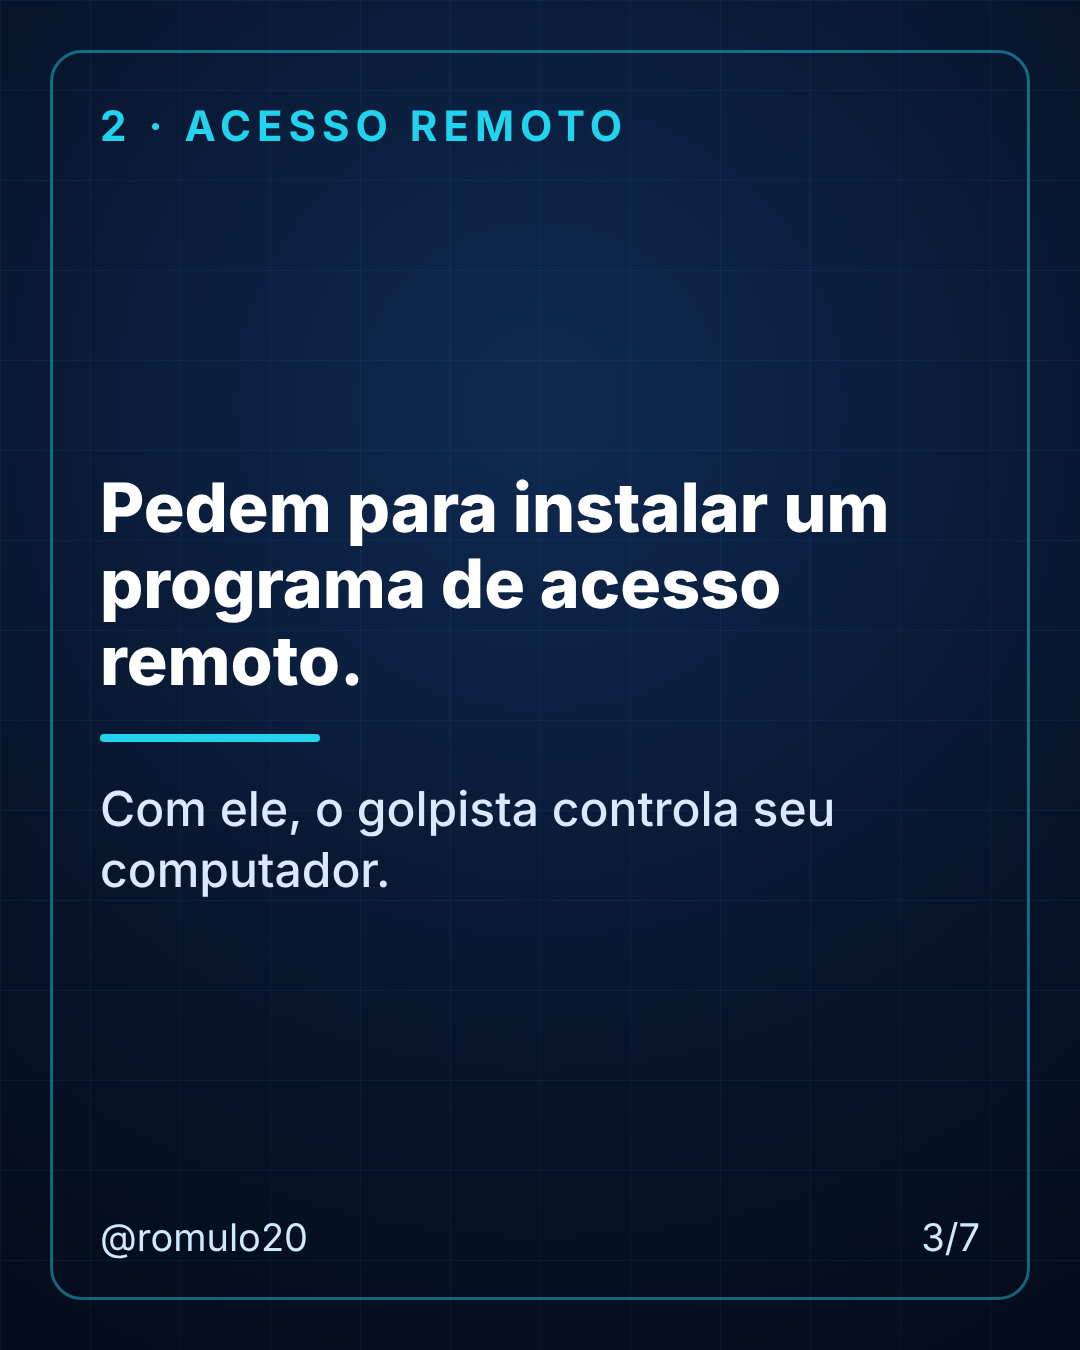 2 · ACESSO REMOTO
Pedem para instalar um
programa de acesso
remoto.
Com ele, o golpista controla seu
computador.
@romulo20
3/7